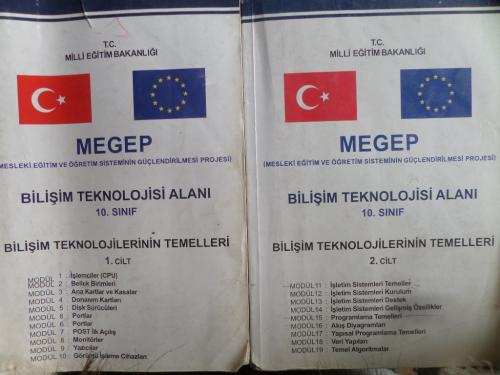 T.C.
MİLLİ EĞİTİM BAKANLIĞI
MEGEP
(MESLEKİ EĞİTİM VE ÖĞRETİM SİSTEMİNİN GÜÇLENDİRİLMESİ PROJESİ)
BİLİŞİM TEKNOLOJİSİ ALANI
10. SINIF
BİLİŞİM TEKNOLOJİLERİNİN TEMELLERİ
1. CİLT
MODÜL 1 : İşlemciler (CPU)
MODÜL 2 : Bellek Birimleri
MODÜL 3 : Ana Kartlar ve Kasalar
MODÜL 4 : Donanım Kartları
MODÜL 5 : Disk Sürücüleri
MODÜL 6 : Portlar
MODÜL 6 : Portlar
MODÜL 7 : POST İlk Açılış
MODÜL 8 : Monitörler
MODÜL 9 : Yazıcılar
MODÜL 10 : Görüntü İşleme Cihazları
T.C.
MİLLİ EĞİTİM BAKANLIĞI
MEGEP
(MESLEKİ EĞİTİM VE ÖĞRETİM SİSTEMİNİN GÜÇLENDİRİLMESİ PROJESİ)
BİLİŞİM TEKNOLOJİSİ ALANI
10. SINIF
BİLİŞİM TEKNOLOJİLERİNİN TEMELLERİ
2. CİLT
MODÜL11 : İşletim Sistemleri Temeller
MODÜL12 : İşletim Sistemleri Kurulum
MODÜL13 : İşletim Sistemleri Destek
MODÜL14 : İşletim Sistemleri Gelişmiş Özellikler
MODÜL15 : Programlama Temelleri
MODÜL16 : Akış Diyagramları
MODÜL17 : Yapısal Programlama Temelleri
MODÜL18 : Veri Yapıları
MODÜL19 : Temel Algoritmalar